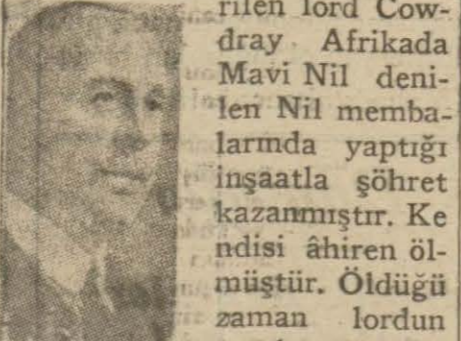 rilen lord Cow-
dray Afrikada
Mavi Nil deni-
len Nil memba-
larında yaptığı
inşaatla şöhret
kazanmıştır. Ke
ndisi âhiren öl-
müştür. Öldüğü
zaman lordun